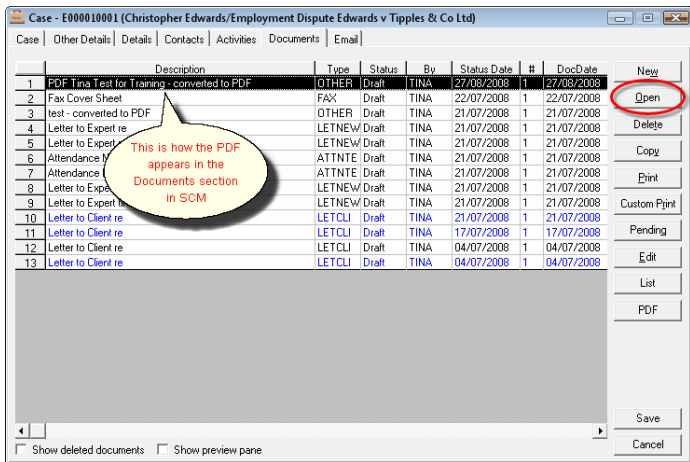 Case - E000010001 (Christopher Edwards/Employment Dispute Edwards v Tipples & Co Ltd)
Case Other Details Details Contacts Activities Documents Email
Description Type Status By Status Date # DocDate
1 PDF Tina Test for Training - converted to PDF OTHER Draft TINA 27/08/2008 1 27/08/2008
2 Fax Cover Sheet FAX Draft TINA 22/07/2008 1 22/07/2008
3 test - converted to PDF OTHER Draft TINA 21/07/2008 1 21/07/2008
4 Letter to Expert re LETNEW Draft TINA 21/07/2008 1 21/07/2008
5 Letter to Expert LETNEW Draft TINA 21/07/2008 1 21/07/2008
6 Attendance N ATTNTE Draft TINA 21/07/2008 1 21/07/2008
7 Attendance ATTNTE Draft TINA 21/07/2008 1 21/07/2008
8 Letter to Expe LETNEW Draft TINA 21/07/2008 1 21/07/2008
9 Letter to Expert LETNEW Draft TINA 21/07/2008 1 21/07/2008
10 Letter to Client re LETCLI Draft TINA 21/07/2008 1 21/07/2008
11 Letter to Client re LETCLI Draft TINA 17/07/2008 1 17/07/2008
12 Letter to Client re LETCLI Draft TINA 04/07/2008 1 04/07/2008
13 Letter to Client re LETCLI Draft TINA 04/07/2008 1 04/07/2008
This is how the PDF
appears in the
Documents section
in SCM
New
Open
Delete
Copy
Print
Custom Print
Pending
Edit
List
PDF
Save
Cancel
Show deleted documents Show preview pane